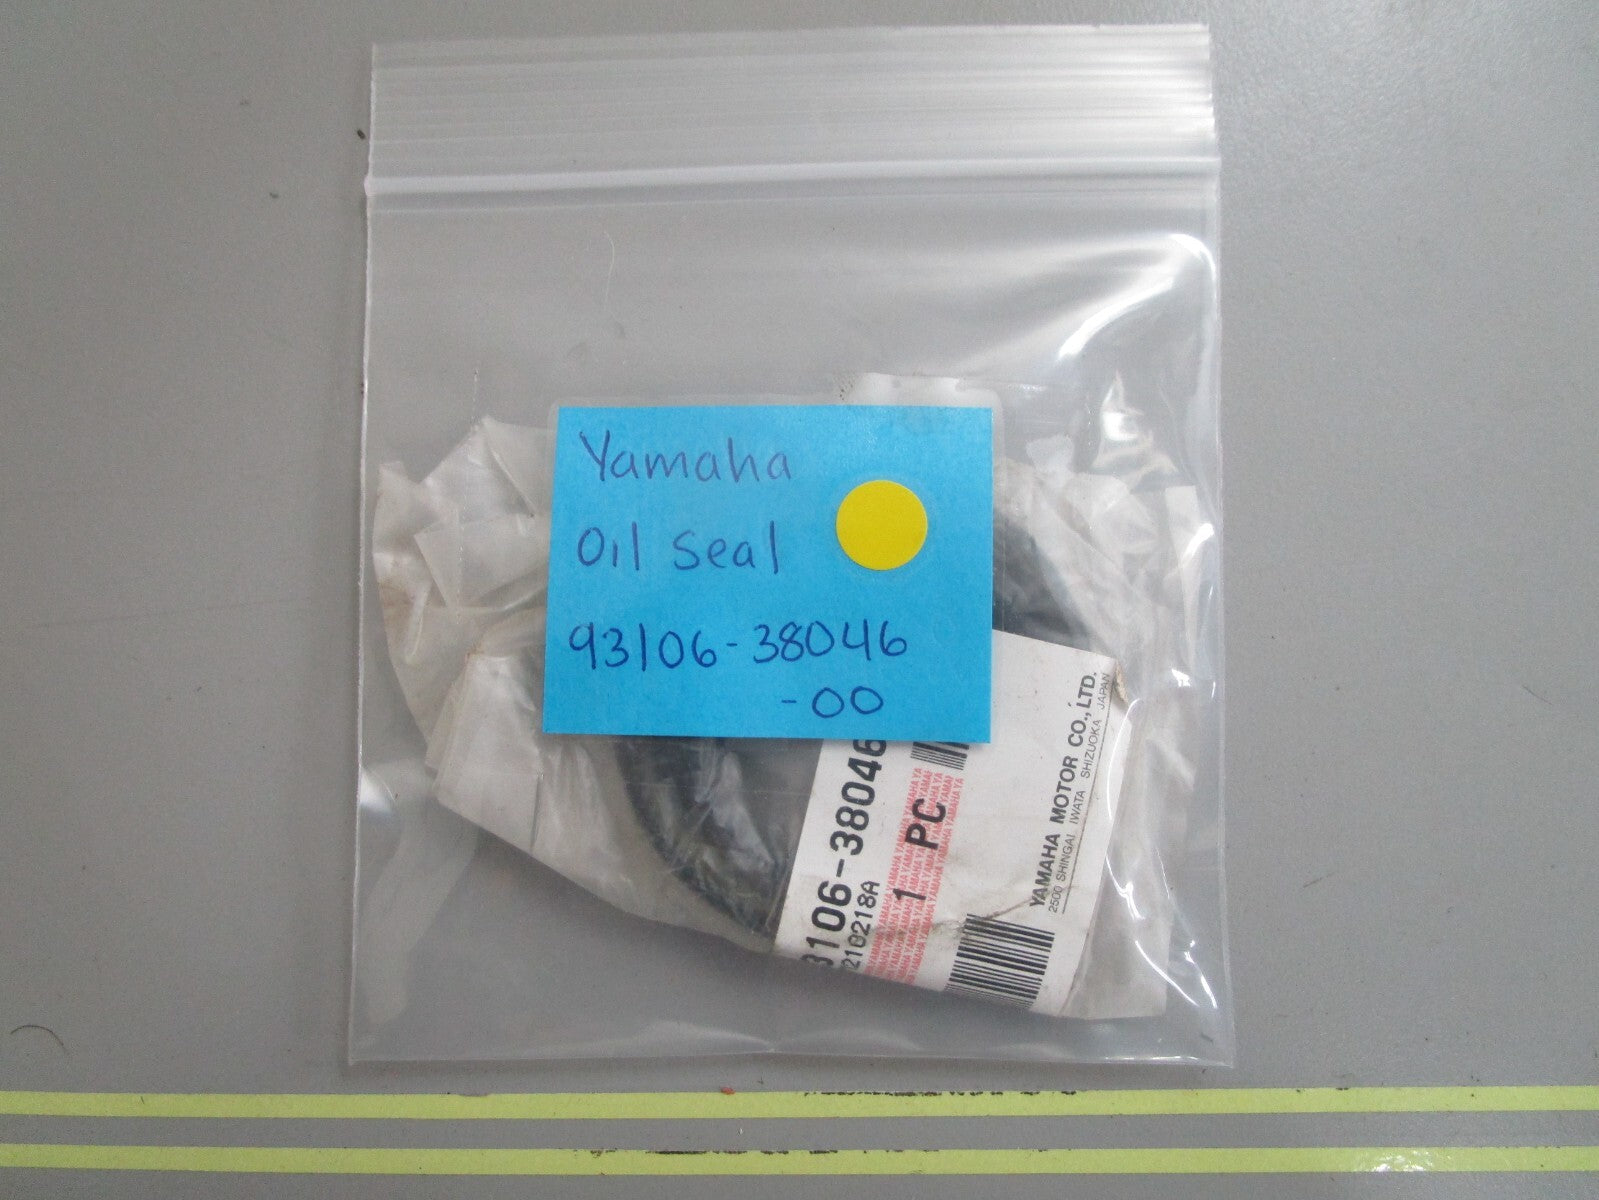 Yamaha
Oil Seal
93106-38046
-00
3106-38046
210218A
1 PC
YAMAHA MOTOR CO., LTD.
2500 SHINGAI IWATA SHIZUOKA JAPAN